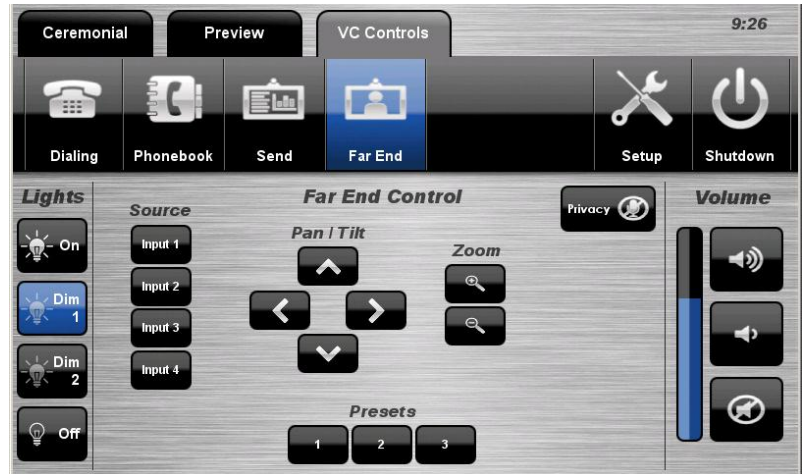 Ceremonial
Preview
VC Controls
9:26
Dialing
Phonebook
Send
Far End
Setup
Shutdown
Lights
On
Dim
1
Dim
2
Off
Source
Input 1
Input 2
Input 3
Input 4
Far End Control
Pan / Tilt
Zoom
Privacy
Presets
1 2 3
Volume